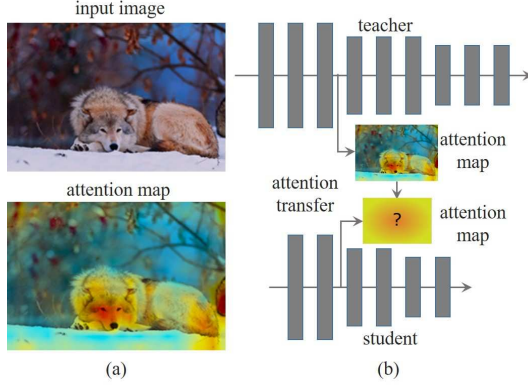 input image
attention map
(a)
teacher
attention
map
attention
transfer
?
attention
map
student
(b)